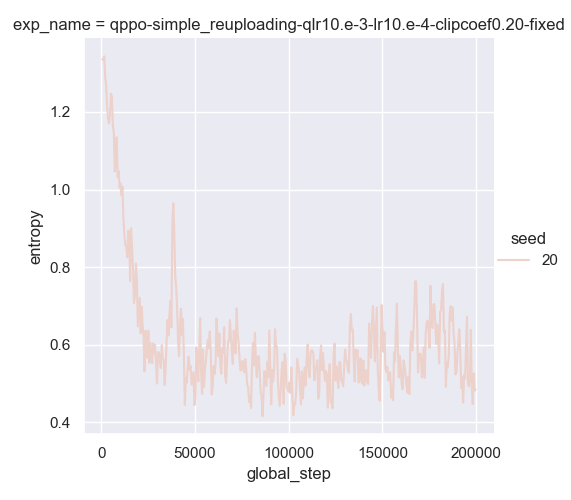 exp_name = qppo-simple_reuploading-qlr10.e-3-lr10.e-4-clipcoef0.20-fixed
1.2
1.0
0.8
0.6
0.4
entropy
0
50000
100000
150000
200000
global_step
seed
20